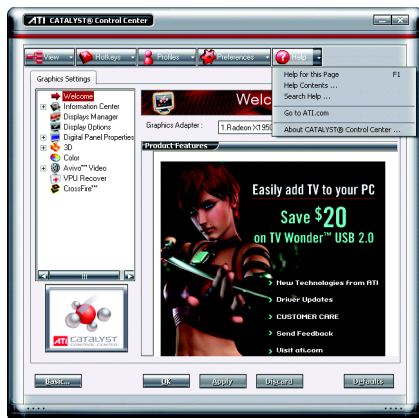 ATI CATALYST® Control Center
View Hotkeys Profiles Preferences Help
Help for this Page F1
Help Contents ...
Search Help ...
Go to ATI.com
About CATALYST® Control Center ...
Graphics Settings
Welcome
Information Center
Displays Manager
Display Options
Digital Panel Properties
3D
Color
Avivo™ Video
VPU Recover
CrossFire™
Welc
Graphics Adapter :
1.Radeon X1950
Product Features
Easily add TV to your PC
Save $20
on TV Wonder™ USB 2.0
New Technologies from ATI
Driver Updates
CUSTOMER CARE
Send Feedback
Visit ati.com
ATI CATALYST
CONTROL CENTER
Basic... OK Apply Discard Defaults